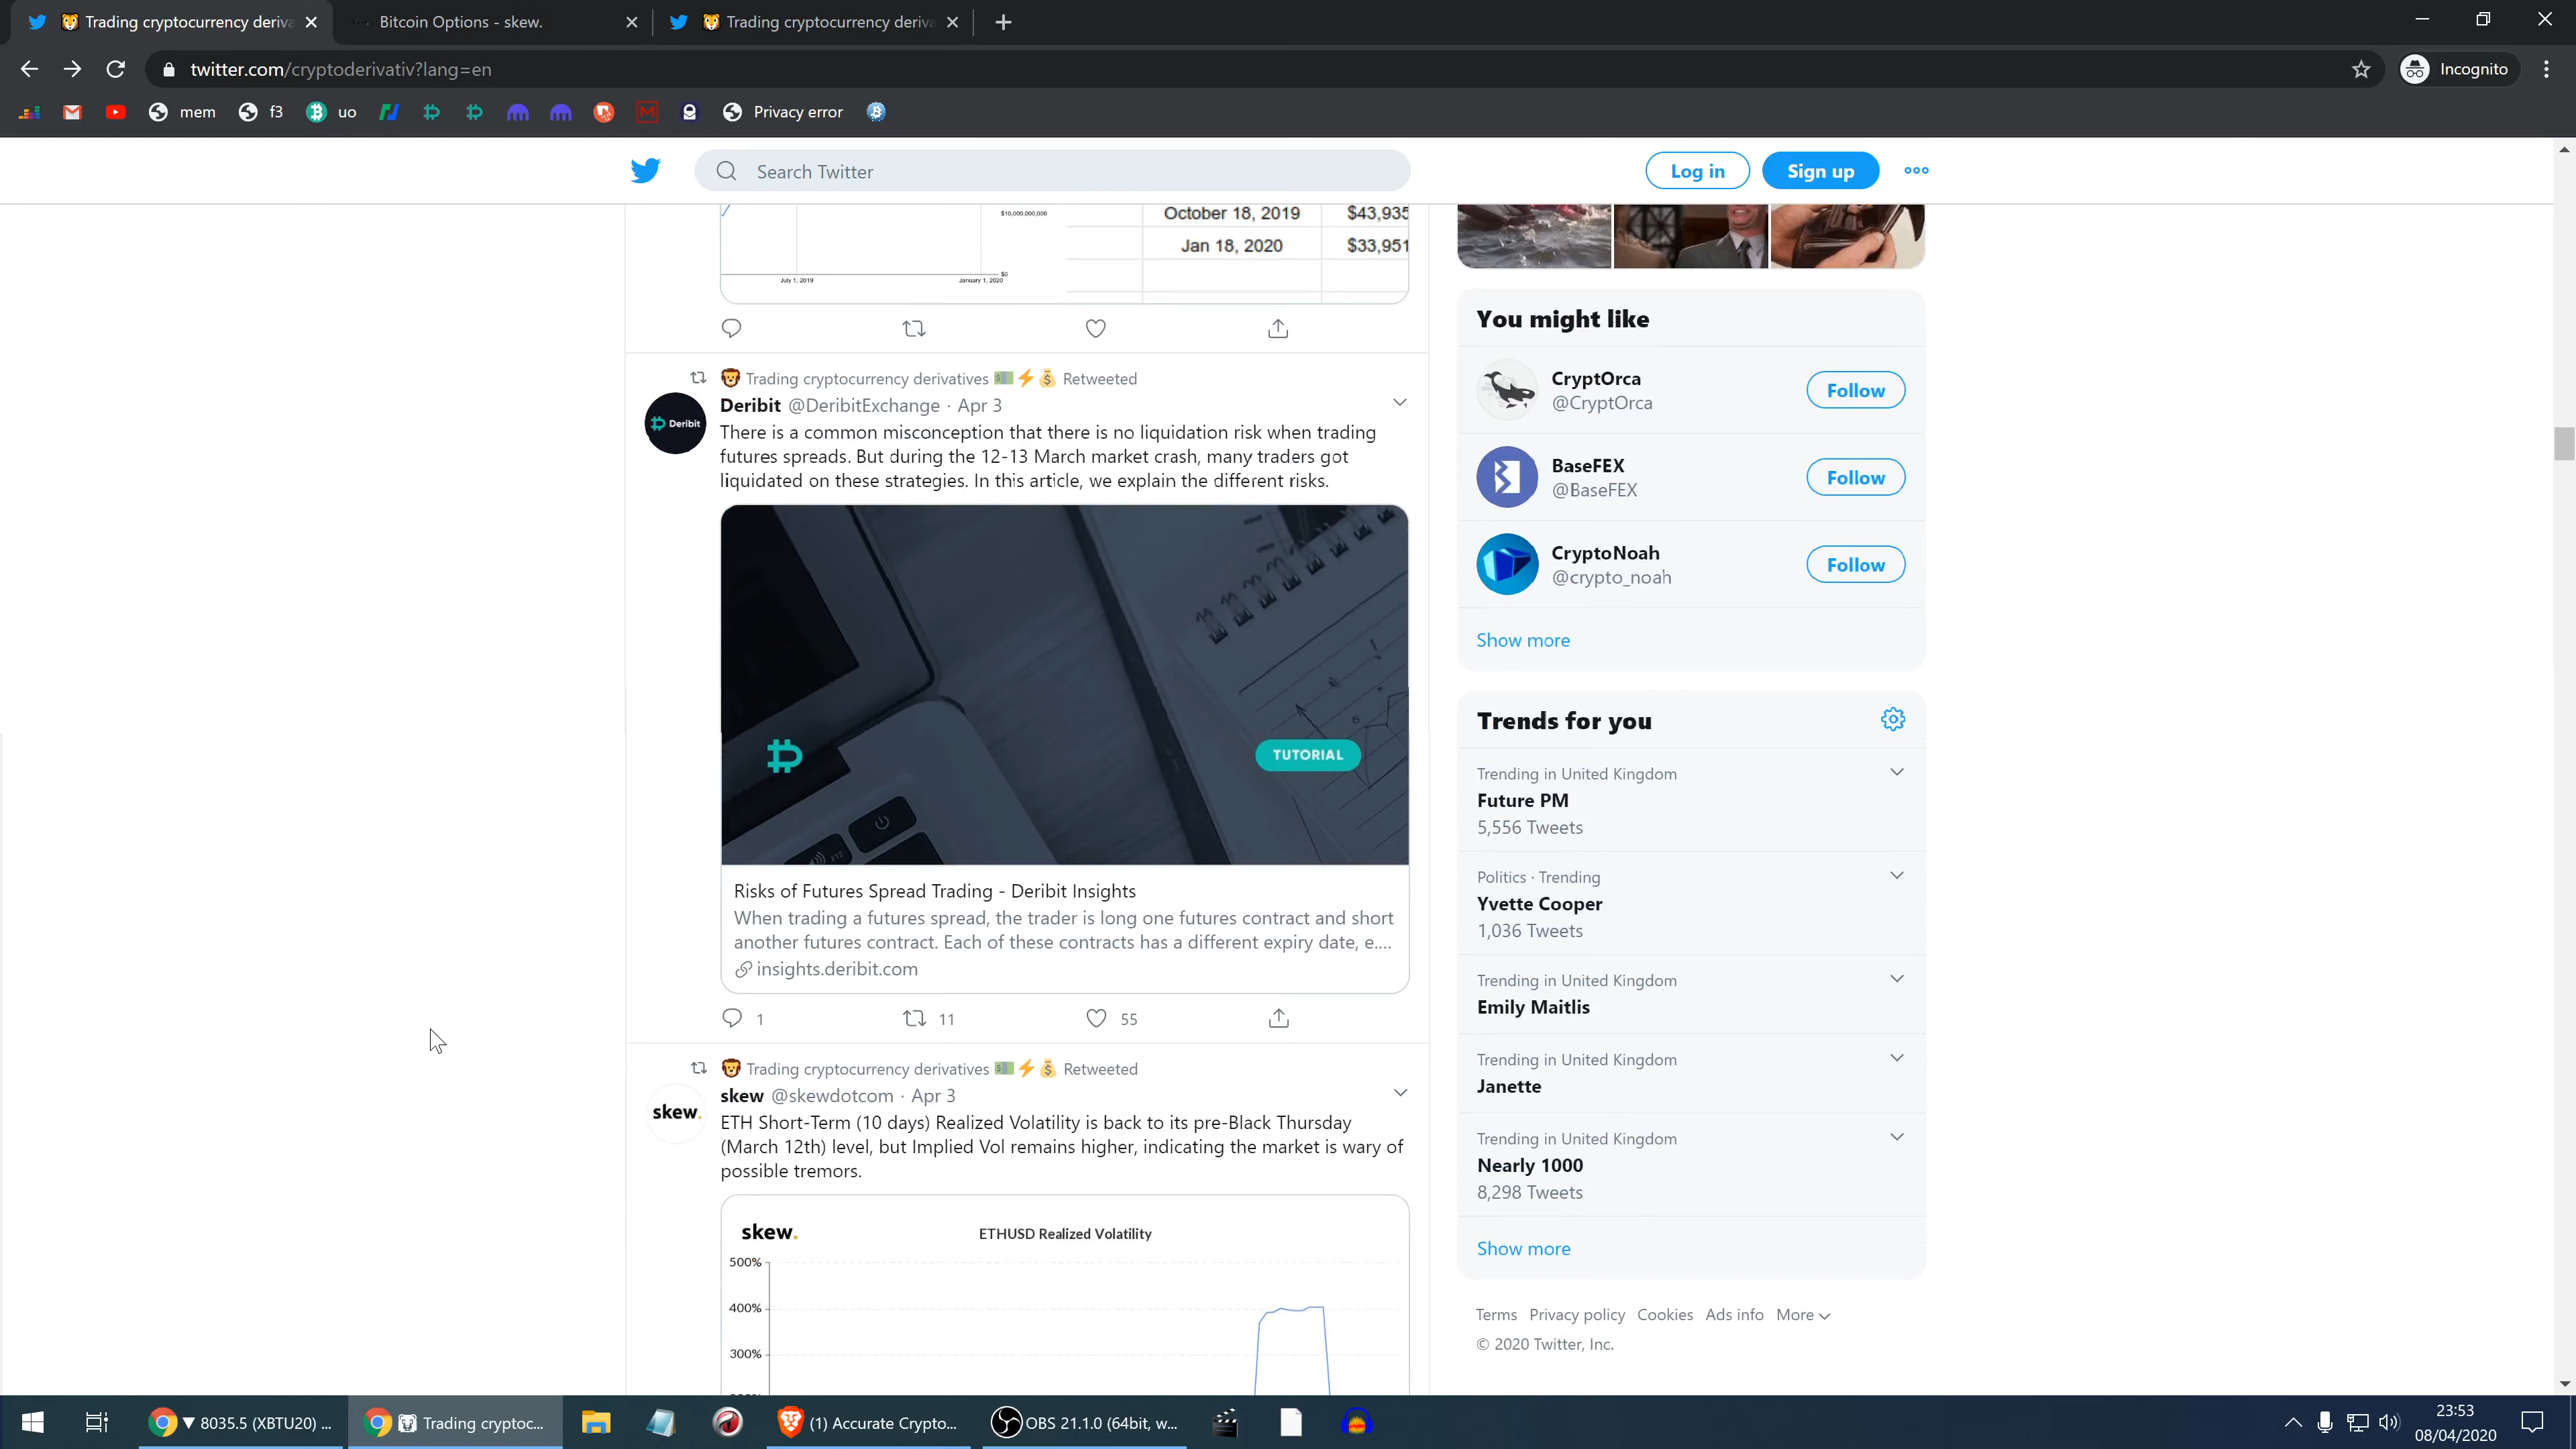 Trading cryptocurrency deriva
Bitcoin Options - skew.
Trading cryptocurrency deriva
twitter.com/cryptoderivativ?lang=en
Incognito
mem
f3
uo
Privacy error
Search Twitter
Log in
Sign up
$10,000,000,000
October 18, 2019
$43,935
Jan 18, 2020
$33,951
$0
July 1, 2019
January 1, 2020
Trading cryptocurrency derivatives 💵⚡💰 Retweeted
Deribit @DeribitExchange · Apr 3
Deribit
There is a common misconception that there is no liquidation risk when trading
futures spreads. But during the 12-13 March market crash, many traders got
liquidated on these strategies. In this article, we explain the different risks.
TUTORIAL
Risks of Futures Spread Trading - Deribit Insights
When trading a futures spread, the trader is long one futures contract and short
another futures contract. Each of these contracts has a different expiry date, e....
insights.deribit.com
1
11
55
Trading cryptocurrency derivatives 💵⚡💰 Retweeted
skew @skewdotcom · Apr 3
skew.
ETH Short-Term (10 days) Realized Volatility is back to its pre-Black Thursday
(March 12th) level, but Implied Vol remains higher, indicating the market is wary of
possible tremors.
skew.
ETHUSD Realized Volatility
500%
400%
300%
You might like
CryptOrca
@CryptOrca
Follow
BaseFEX
@BaseFEX
Follow
CryptoNoah
@crypto_noah
Follow
Show more
Trends for you
Trending in United Kingdom
Future PM
5,556 Tweets
Politics · Trending
Yvette Cooper
1,036 Tweets
Trending in United Kingdom
Emily Maitlis
Trending in United Kingdom
Janette
Trending in United Kingdom
Nearly 1000
8,298 Tweets
Show more
Terms Privacy policy Cookies Ads info More
© 2020 Twitter, Inc.
▼ 8035.5 (XBTU20) ...
Trading cryptoc...
(1) Accurate Crypto...
OBS 21.1.0 (64bit, w...
23:53
08/04/2020